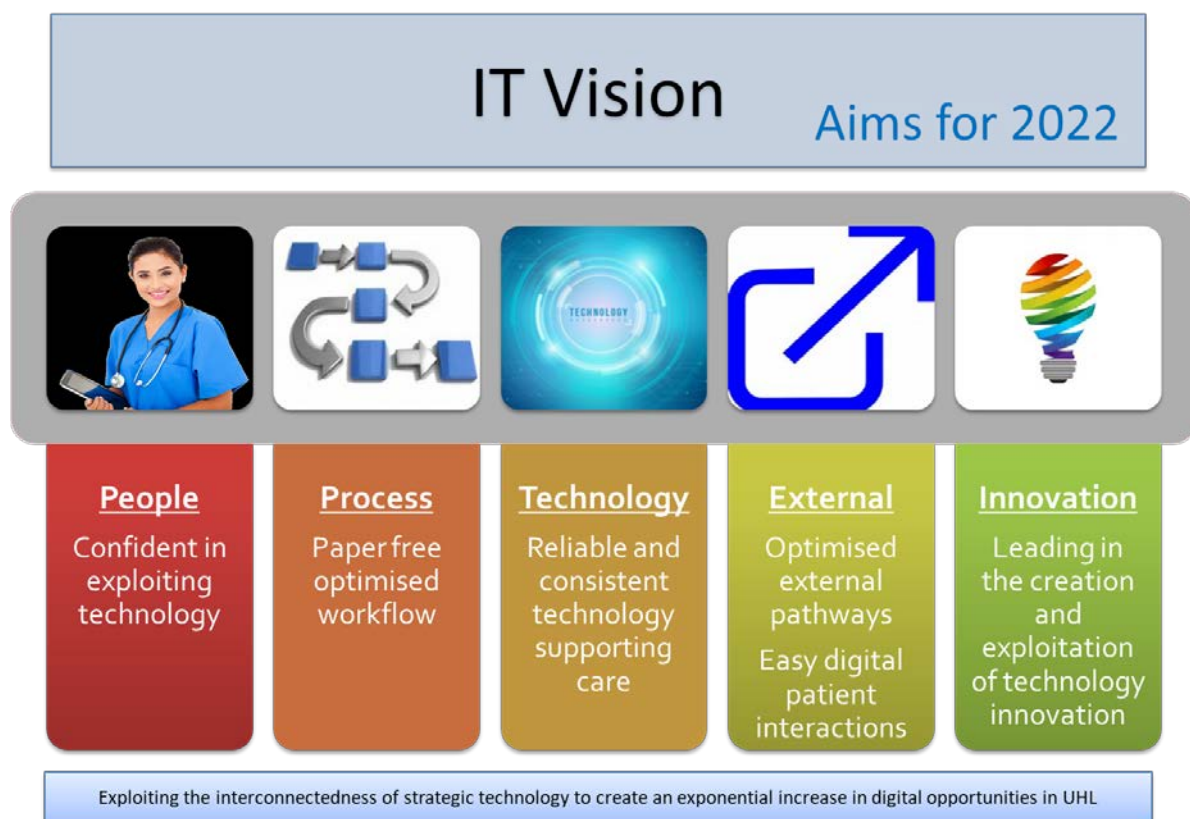 IT Vision
Aims for 2022
TECHNOLOGY
People
Confident in
exploiting
technology
Process
Paper free
optimised
workflow
Technology
Reliable and
consistent
technology
supporting
care
External
Optimised
external
pathways
Easy digital
patient
interactions
Innovation
Leading in
the creation
and
exploitation
of technology
innovation
Exploiting the interconnectedness of strategic technology to create an exponential increase in digital opportunities in UHL